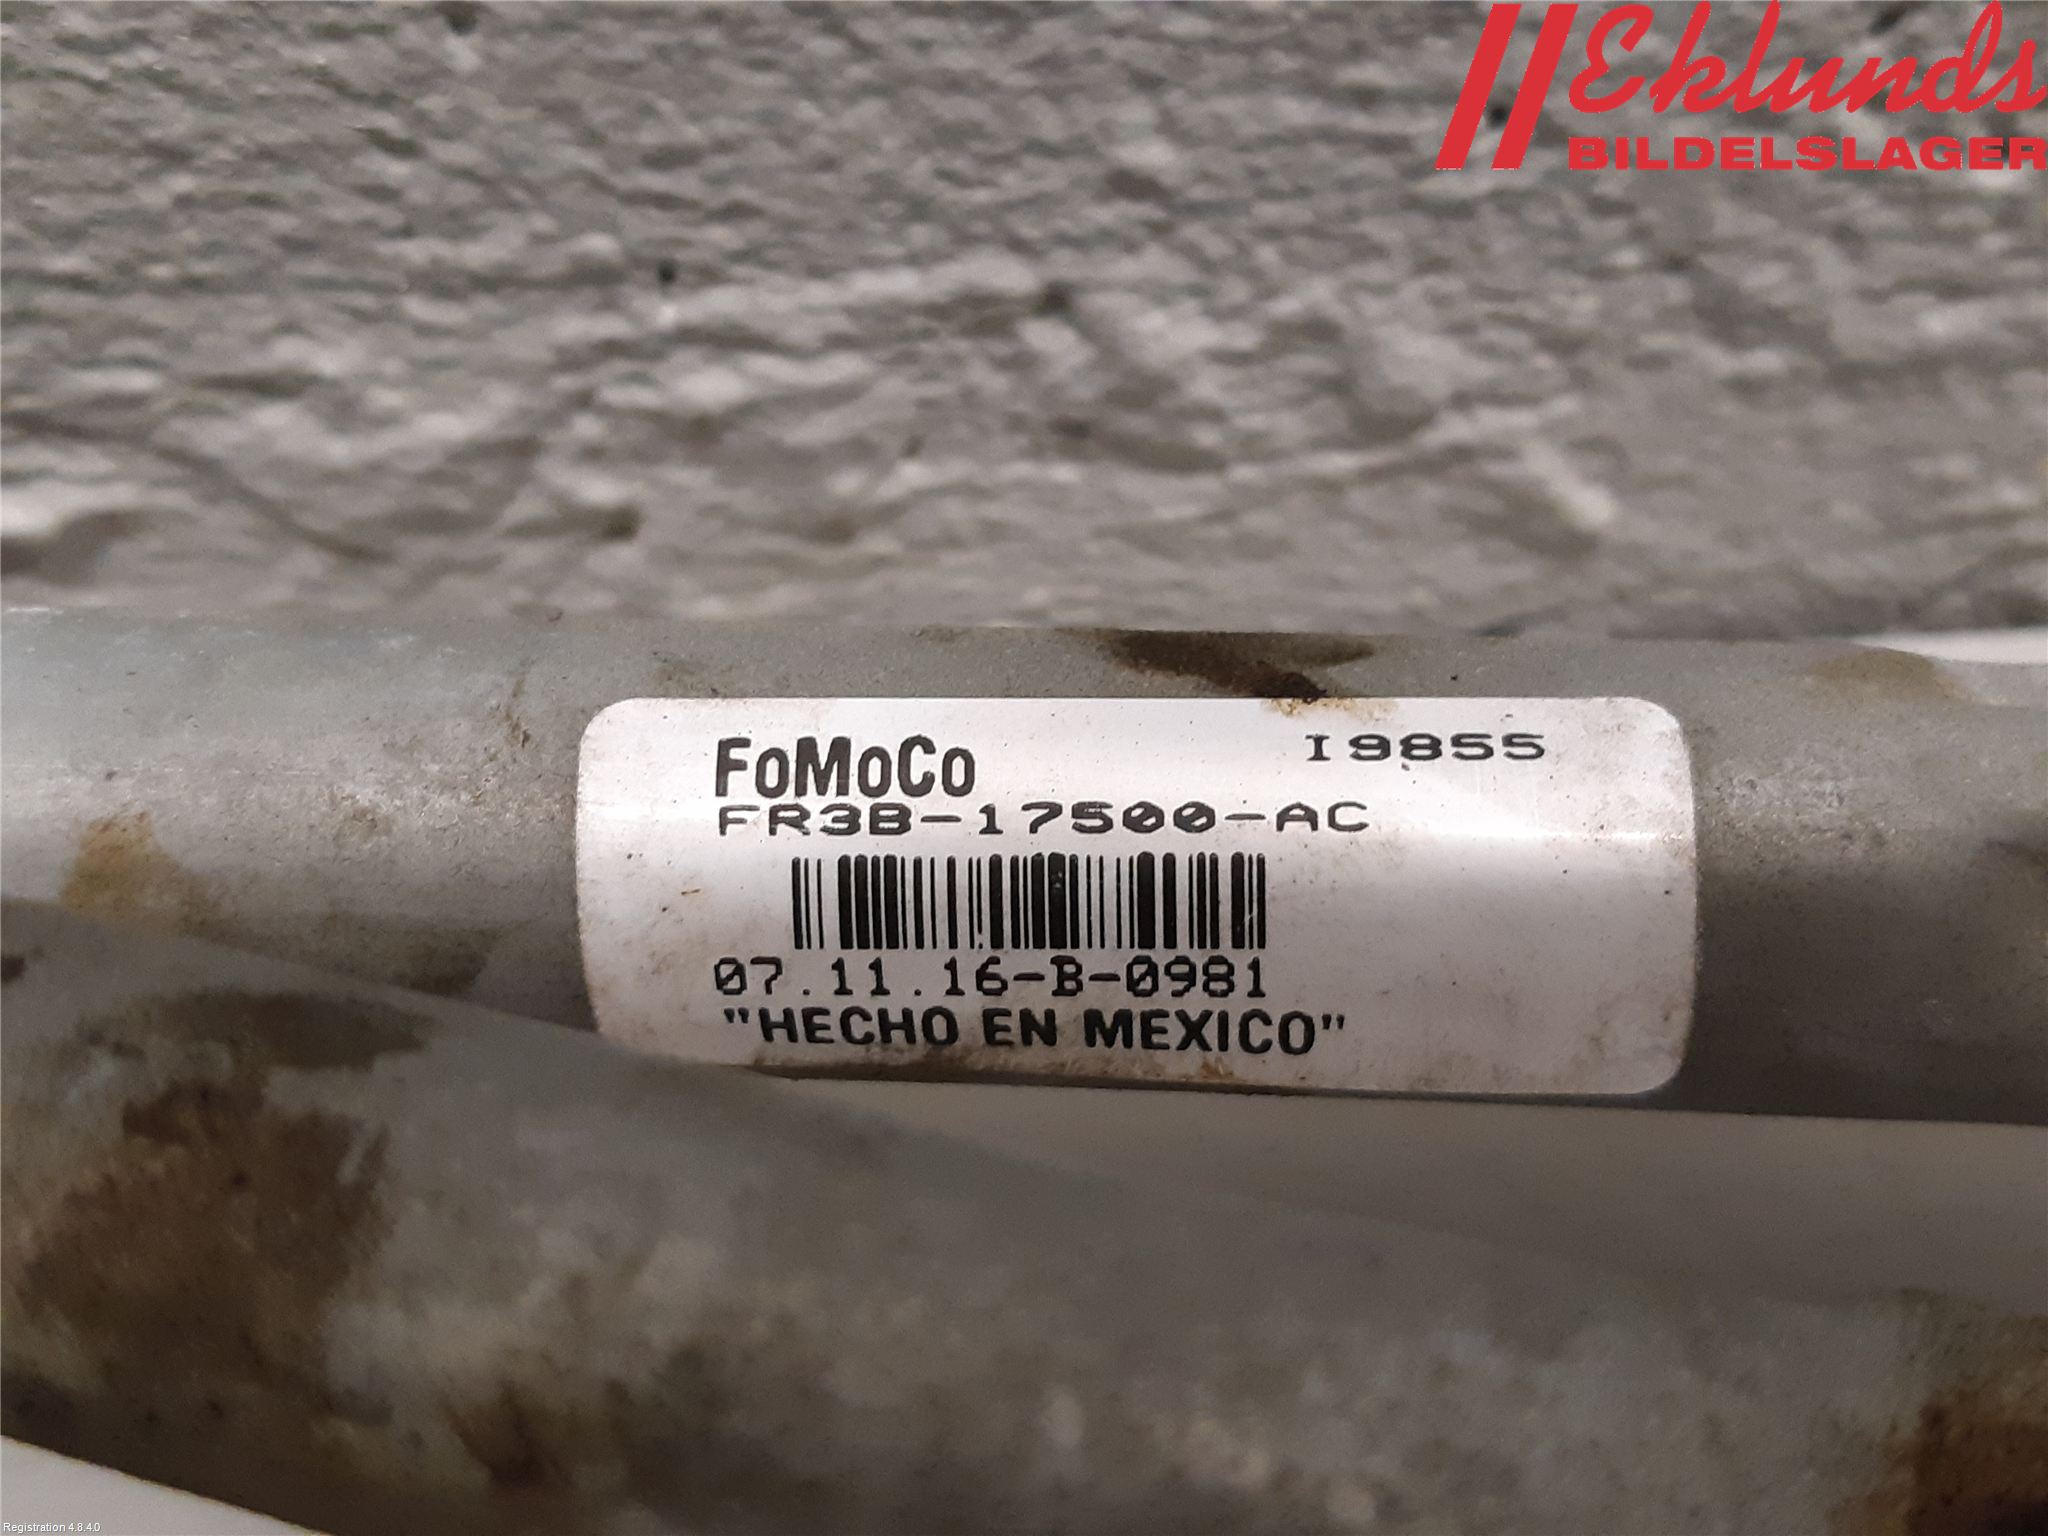 Eklunds
BILDELSLAGER
FoMoCo
I9855
FR3B-17500-AC
07.11.16-B-0981
"HECHO EN MEXICO"
Registration 4.8.4.0